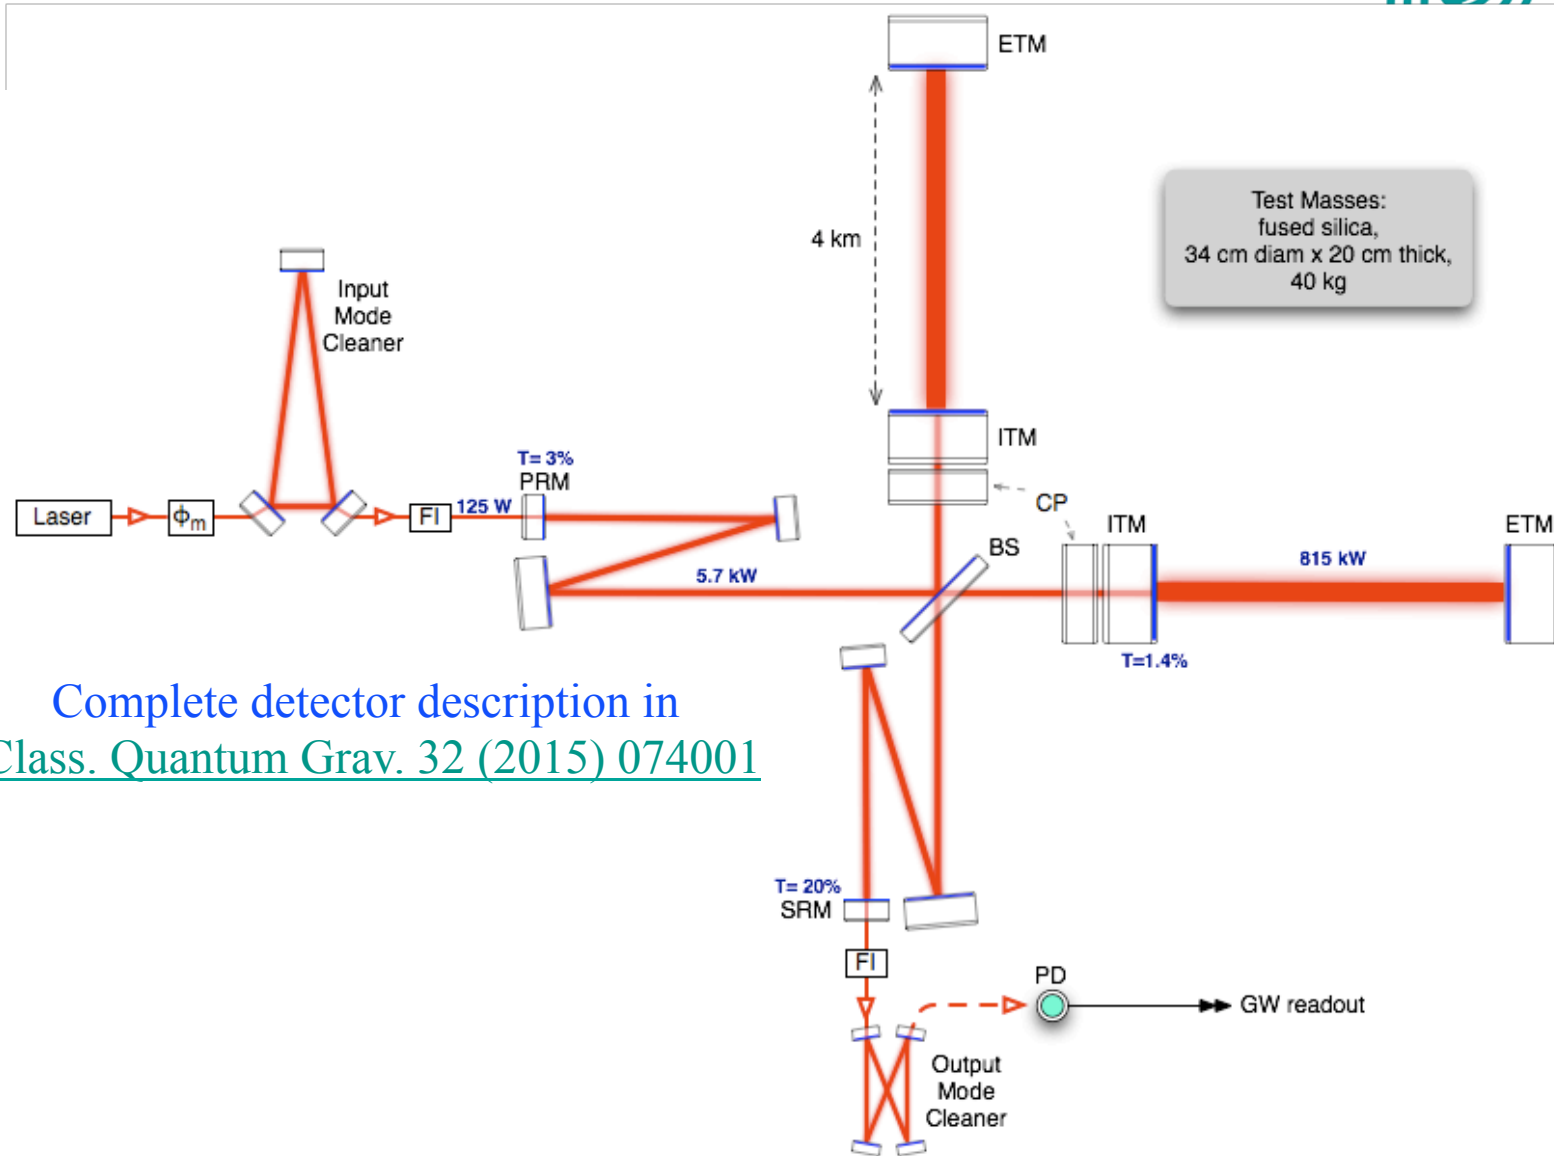 ETM
Test Masses:
fused silica,
34 cm diam x 20 cm thick,
40 kg
4 km
Input
Mode
Cleaner
ITM
T= 3%
PRM
CP
Laser
ϕm
FI
125 W
ITM
ETM
BS
815 kW
5.7 kW
T=1.4%
Complete detector description in
Class. Quantum Grav. 32 (2015) 074001
T= 20%
SRM
FI
PD
GW readout
Output
Mode
Cleaner